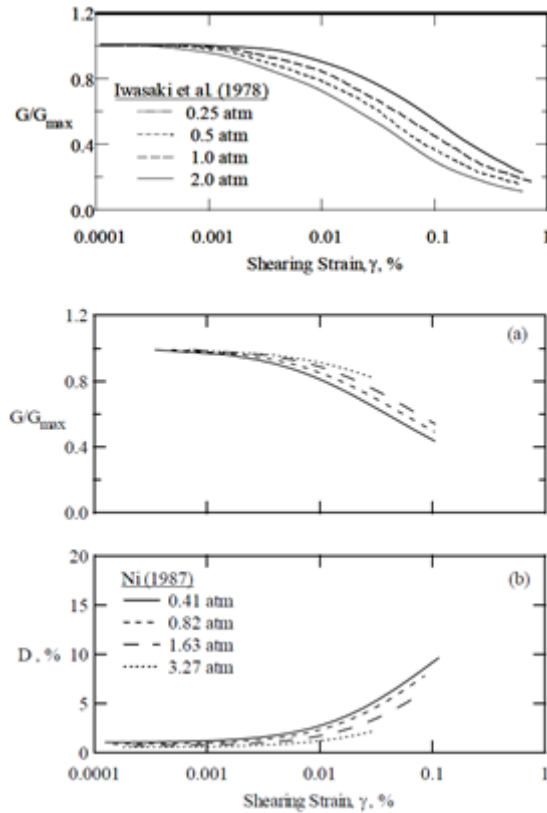 1.2
0.8
G/Gmax
0.4
0.0
Iwasaki et al. (1978)
0.25 atm
0.5 atm
1.0 atm
2.0 atm
0.0001 0.001 0.01 0.1 1
Shearing Strain, γ, %
1.2
(a)
0.8
G/Gmax
0.4
0.0
20
Ni (1987)
(b)
15
0.41 atm
0.82 atm
D, %
10
1.63 atm
3.27 atm
5
0
0.0001 0.001 0.01 0.1 1
Shearing Strain, γ, %